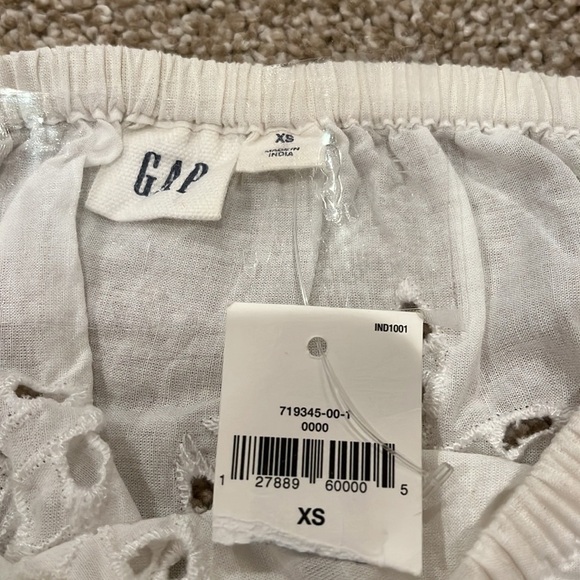 GAP
XS
MADE IN
INDIA
IND1001
719345-00-1
0000
1 27889 60000 5
XS